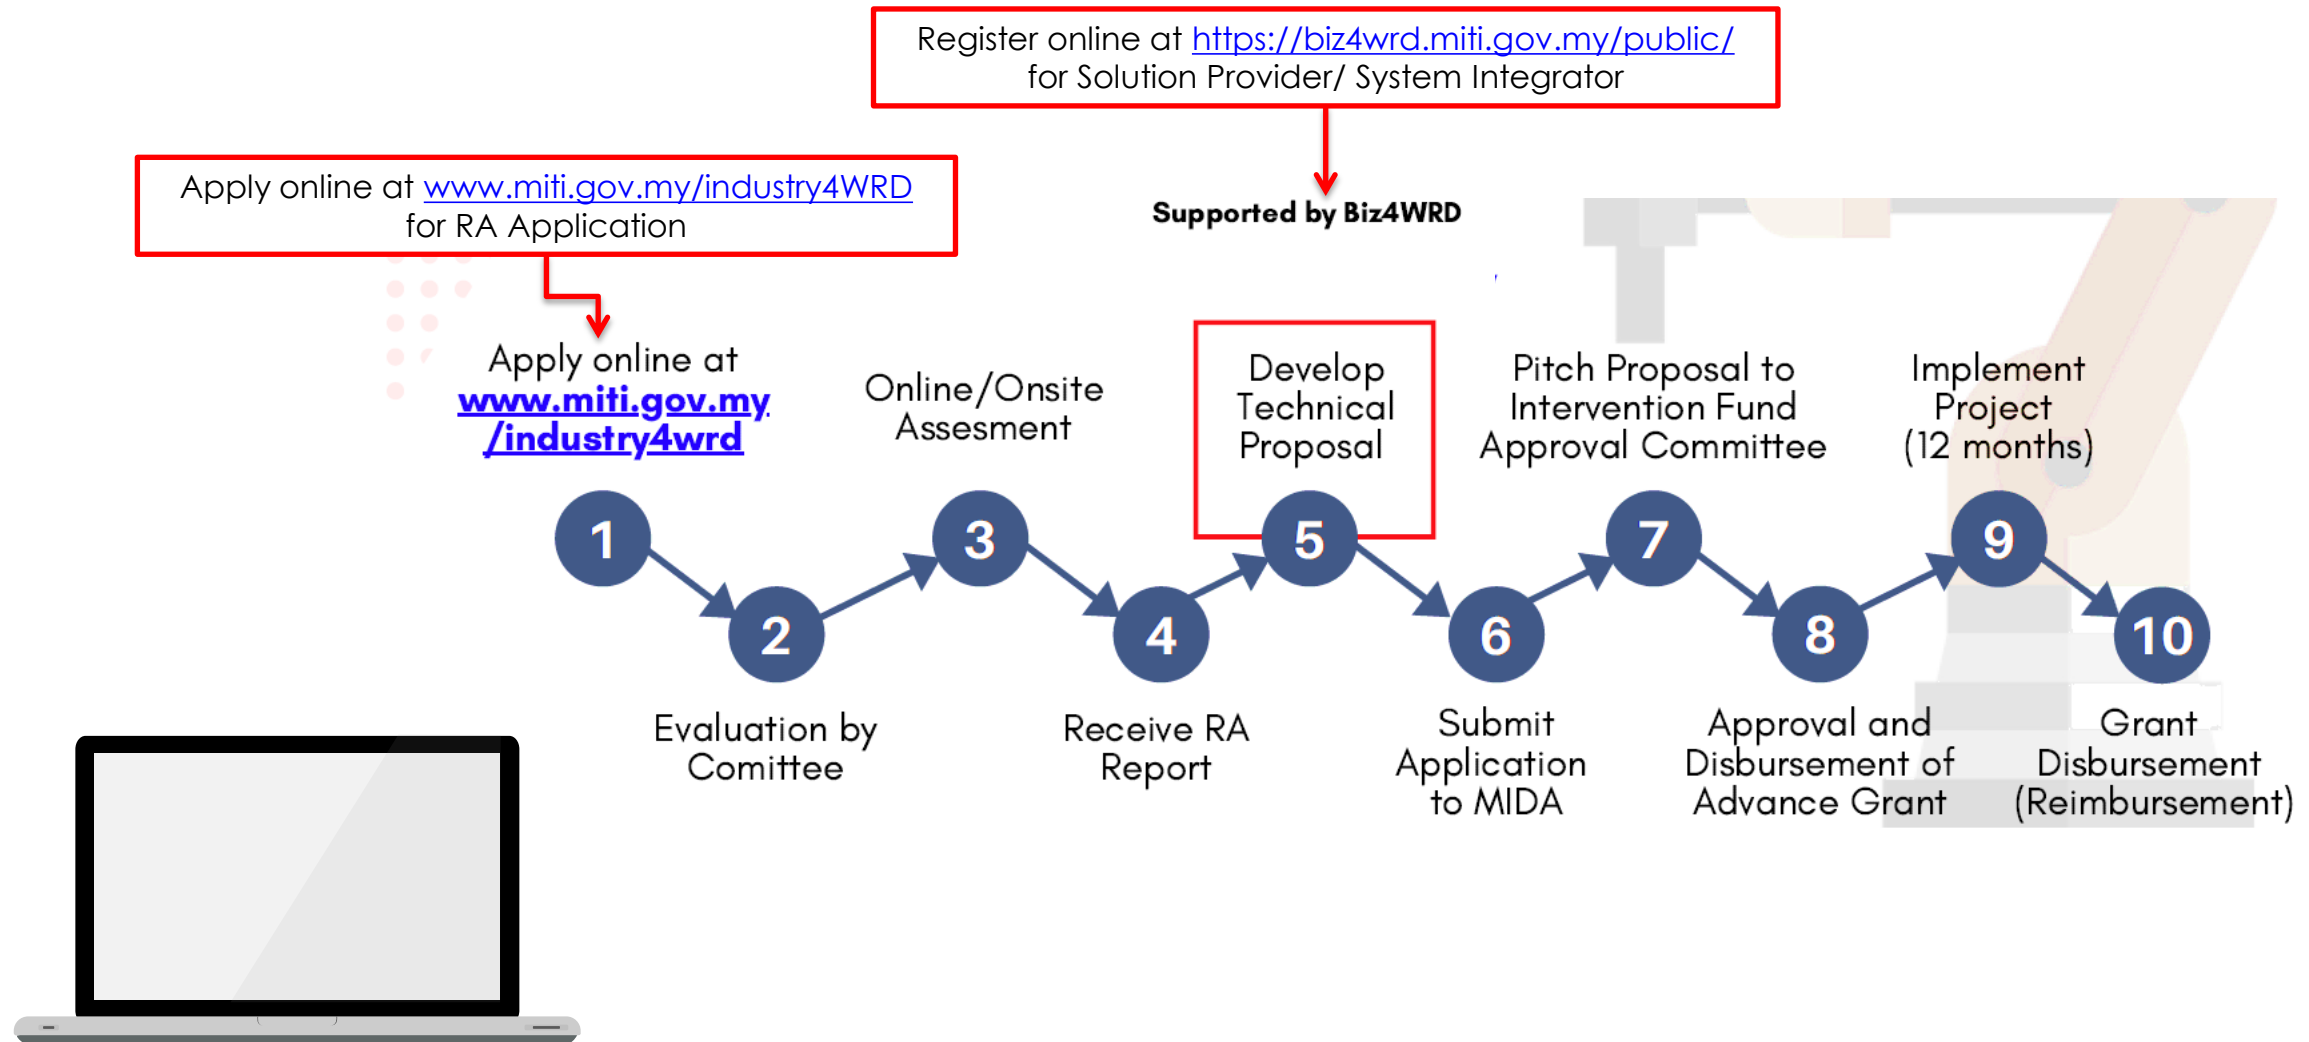 Register online at https://biz4wrd.miti.gov.my/public/
for Solution Provider/ System Integrator
Apply online at www.miti.gov.my/industry4WRD
for RA Application
Supported by Biz4WRD
Apply online at
www.miti.gov.my
/industry4wrd
Online/Onsite
Assesment
Develop
Technical
Proposal
Pitch Proposal to
Intervention Fund
Approval Committee
Implement
Project
(12 months)
1
2
3
4
5
6
7
8
9
10
Evaluation by
Comittee
Receive RA
Report
Submit
Application
to MIDA
Approval and
Disbursement of
Advance Grant
Grant
Disbursement
(Reimbursement)